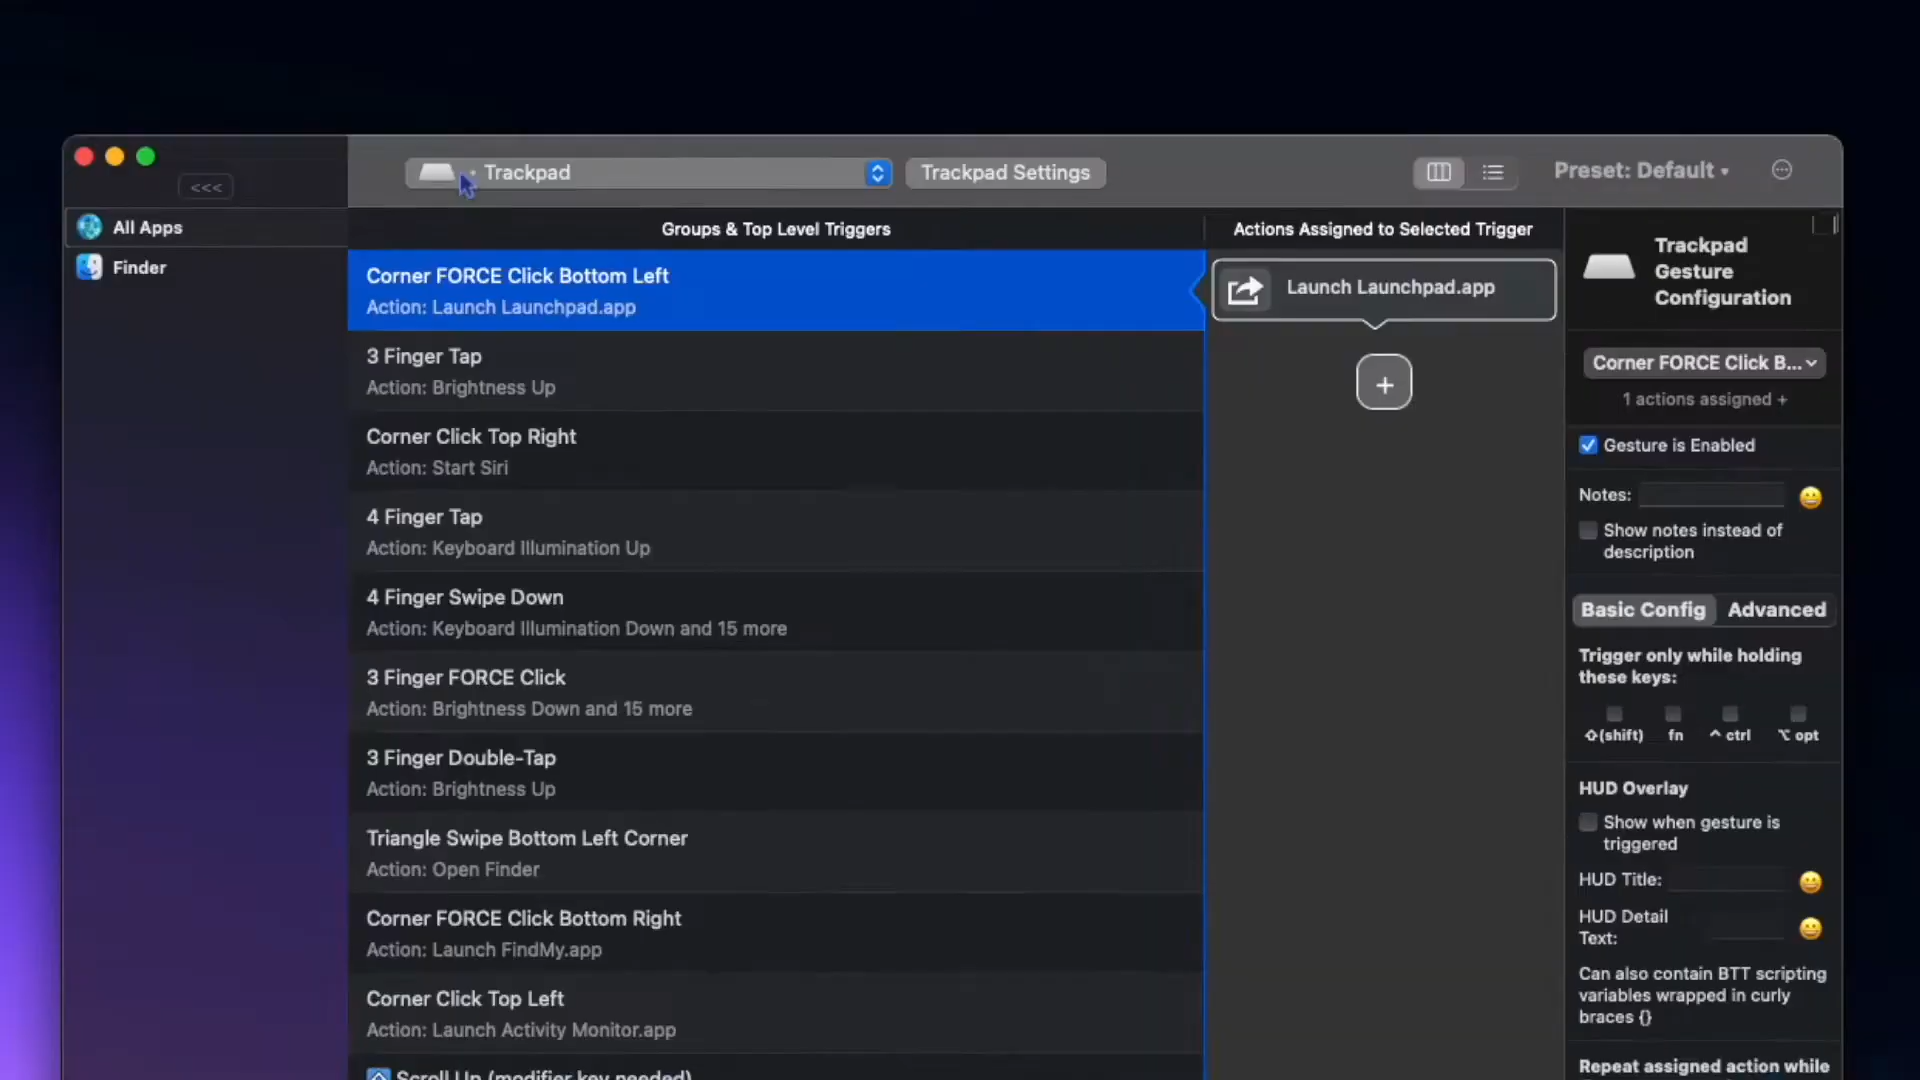 Trackpad
Trackpad Settings
Preset: Default
<<<
All Apps
Finder
Groups & Top Level Triggers
Corner FORCE Click Bottom Left
Action: Launch Launchpad.app
3 Finger Tap
Action: Brightness Up
Corner Click Top Right
Action: Start Siri
4 Finger Tap
Action: Keyboard Illumination Up
4 Finger Swipe Down
Action: Keyboard Illumination Down and 15 more
3 Finger FORCE Click
Action: Brightness Down and 15 more
3 Finger Double-Tap
Action: Brightness Up
Triangle Swipe Bottom Left Corner
Action: Open Finder
Corner FORCE Click Bottom Right
Action: Launch FindMy.app
Corner Click Top Left
Action: Launch Activity Monitor.app
Scroll Up (modifier key needed)
Actions Assigned to Selected Trigger
Launch Launchpad.app
+
Trackpad
Gesture
Configuration
Corner FORCE Click B...
1 actions assigned +
Gesture is Enabled
Notes:
Show notes instead of
description
Basic Config Advanced
Trigger only while holding
these keys:
⇧(shift) fn ^ ctrl ⌥ opt
HUD Overlay
Show when gesture is
triggered
HUD Title:
HUD Detail
Text:
Can also contain BTT scripting
variables wrapped in curly
braces {}
Repeat assigned action while